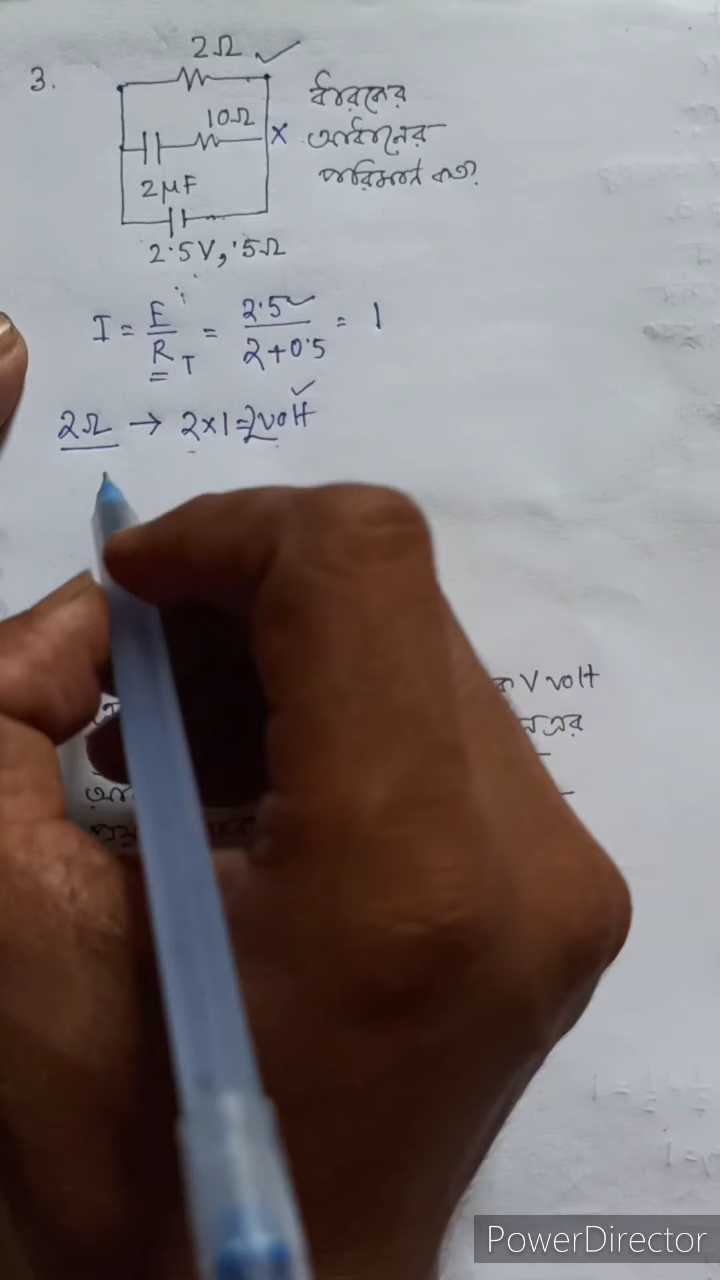 3.
2Ω
10Ω
2μF
2.5V, .5Ω
ধারকের
আধানের
পরিমাণ কত?
I = E/R_T = 2.5/2+0.5 = 1
2Ω → 2×1=2volt
V volt
PowerDirector